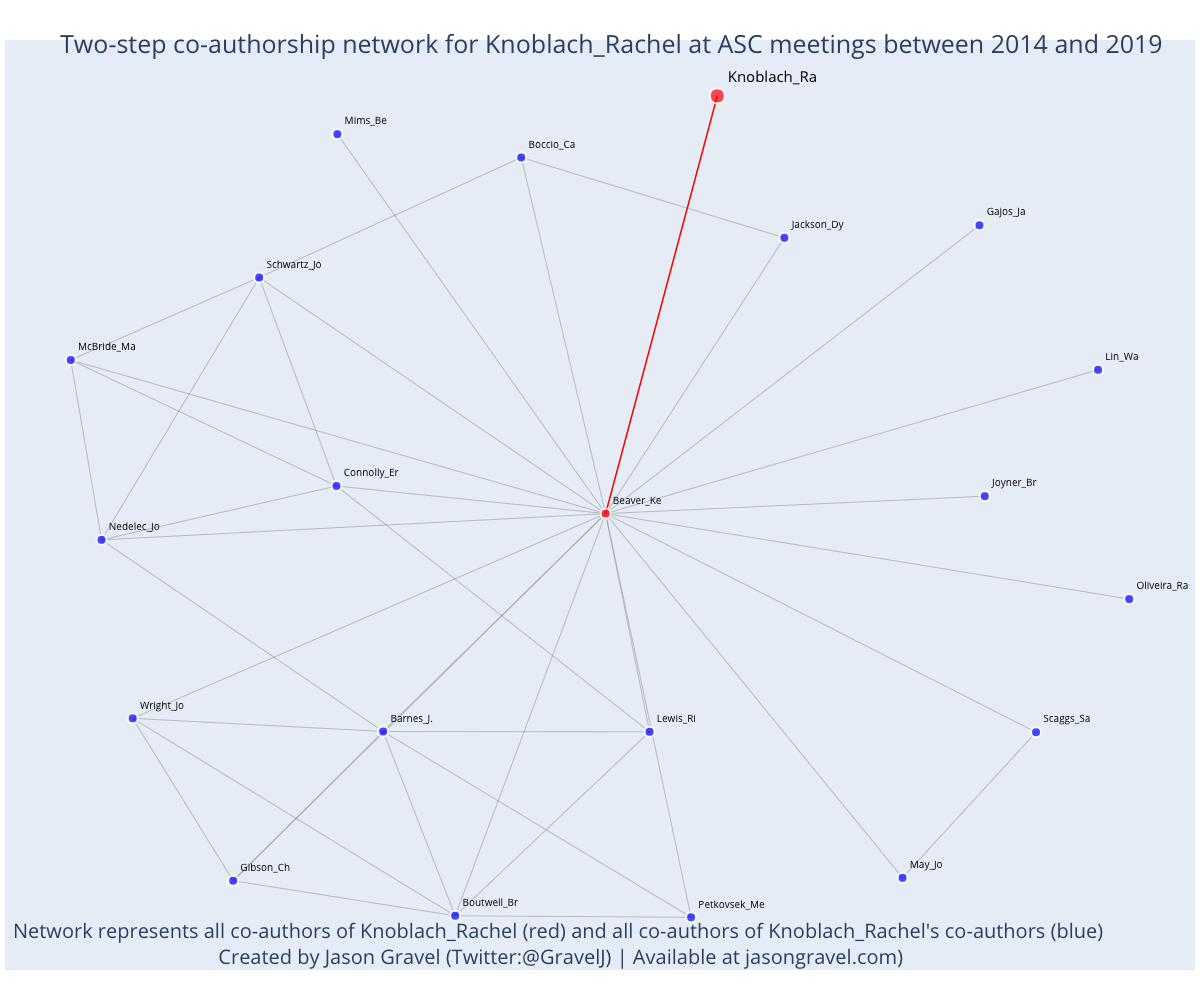 Two-step co-authorship network for Knoblach_Rachel at ASC meetings between 2014 and 2019
Knoblach_Ra
Mims_Be
Boccio_Ca
Gajos_Ja
Jackson_Dy
Schwartz_Jo
McBride_Ma
Lin_Wa
Connolly_Er
Joyner_Br
Beaver_Ke
Nedelec_Jo
Oliveira_Ra
Wright_Jo
Barnes_J.
Lewis_Ri
Scaggs_Sa
Gibson_Ch
May_Jo
Boutwell_Br
Petkovsek_Me
Network represents all co-authors of Knoblach_Rachel (red) and all co-authors of Knoblach_Rachel's co-authors (blue)
Created by Jason Gravel (Twitter:@GravelJ) | Available at jasongravel.com)